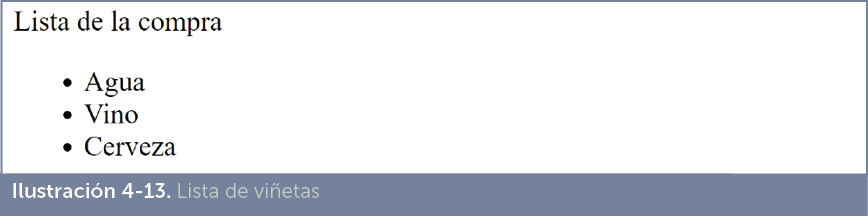 Lista de la compra
• Agua
• Vino
• Cerveza
Ilustración 4-13. Lista de viñetas